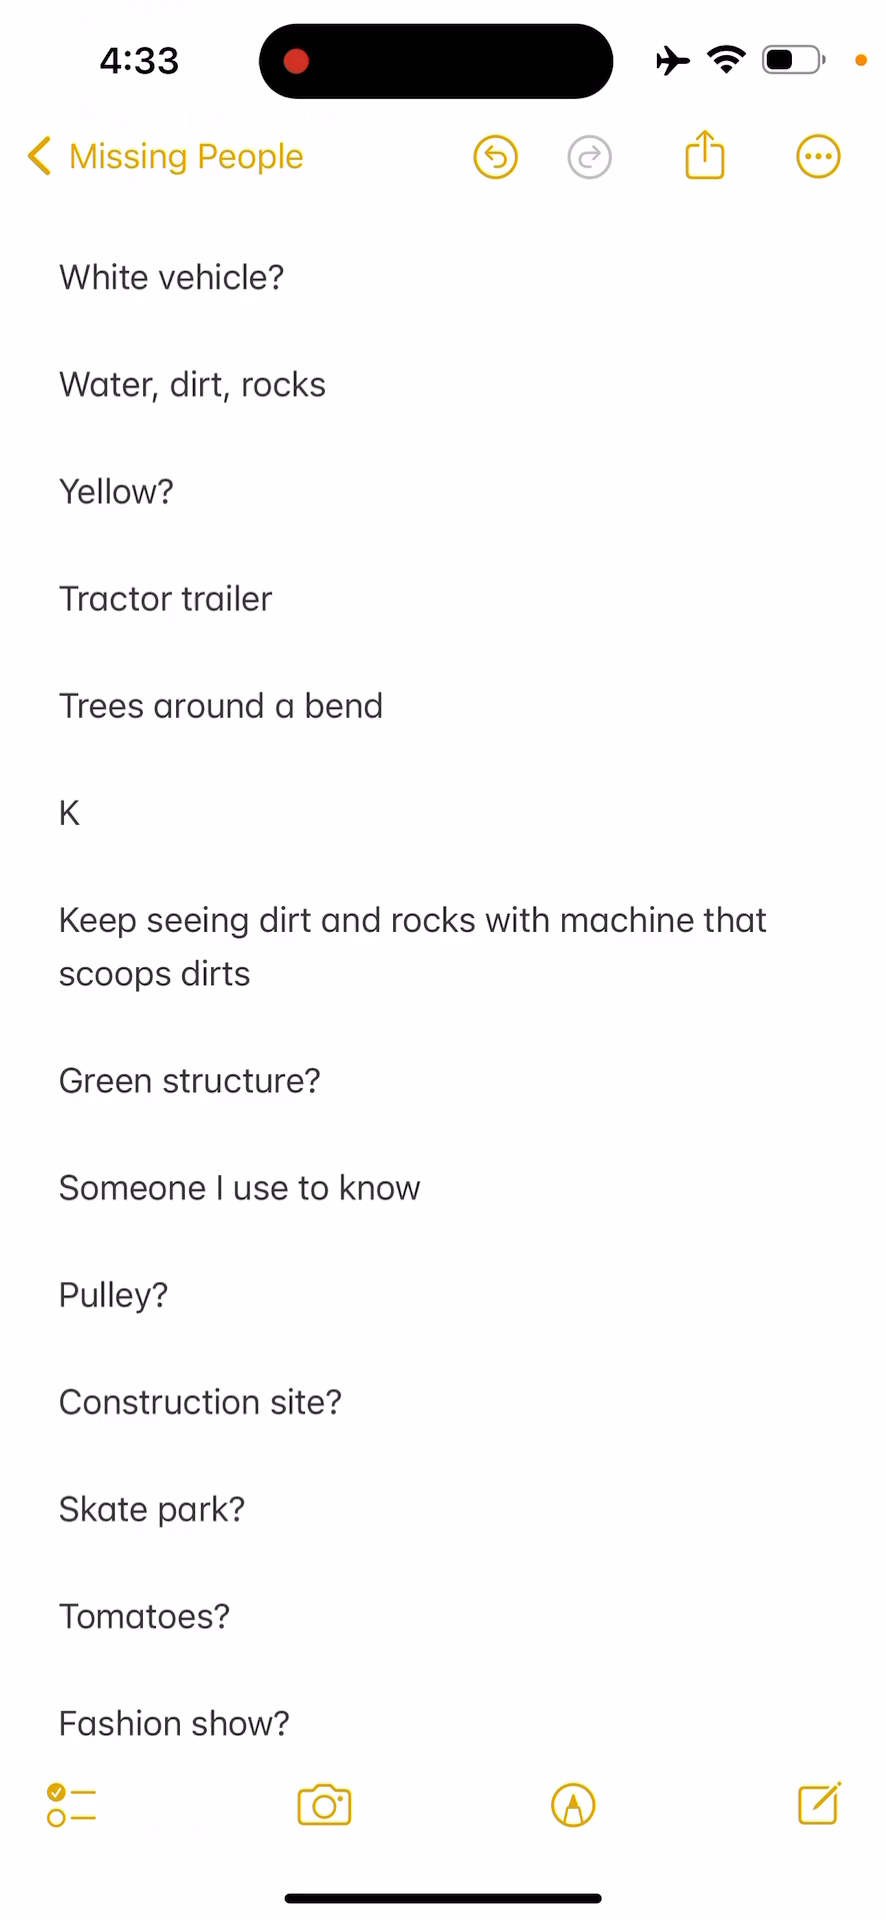 4:33
Missing People
White vehicle?
Water, dirt, rocks
Yellow?
Tractor trailer
Trees around a bend
K
Keep seeing dirt and rocks with machine that
scoops dirts
Green structure?
Someone I use to know
Pulley?
Construction site?
Skate park?
Tomatoes?
Fashion show?